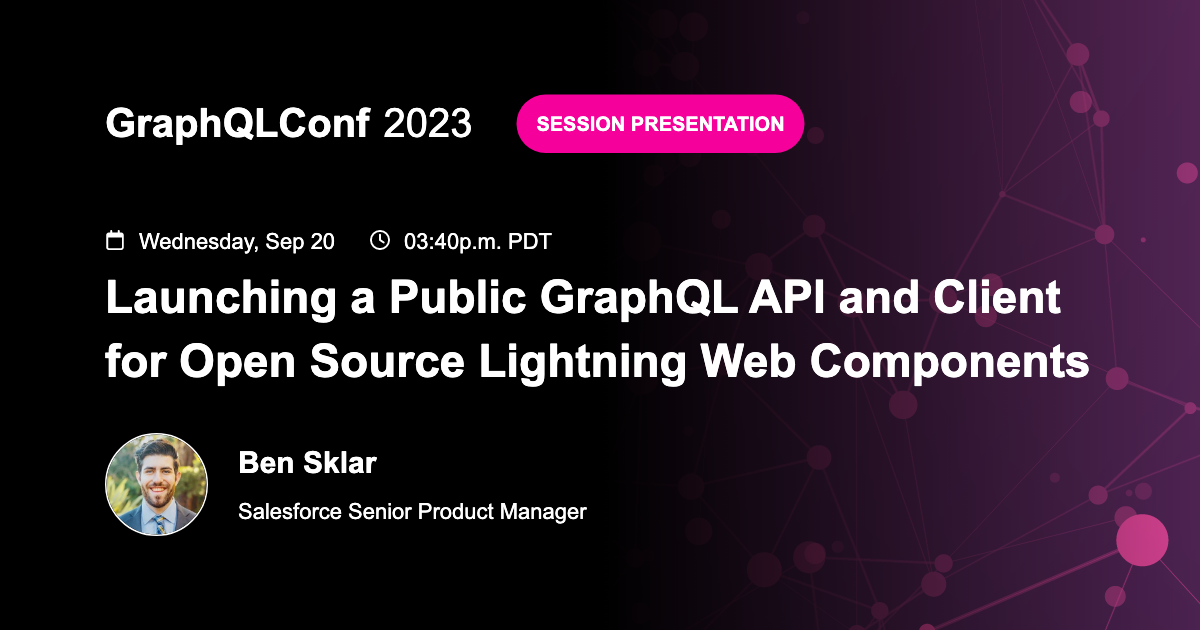 GraphQLConf 2023
SESSION PRESENTATION
Wednesday, Sep 20
03:40p.m. PDT
Launching a Public GraphQL API and Client
for Open Source Lightning Web Components
Ben Sklar
Salesforce Senior Product Manager